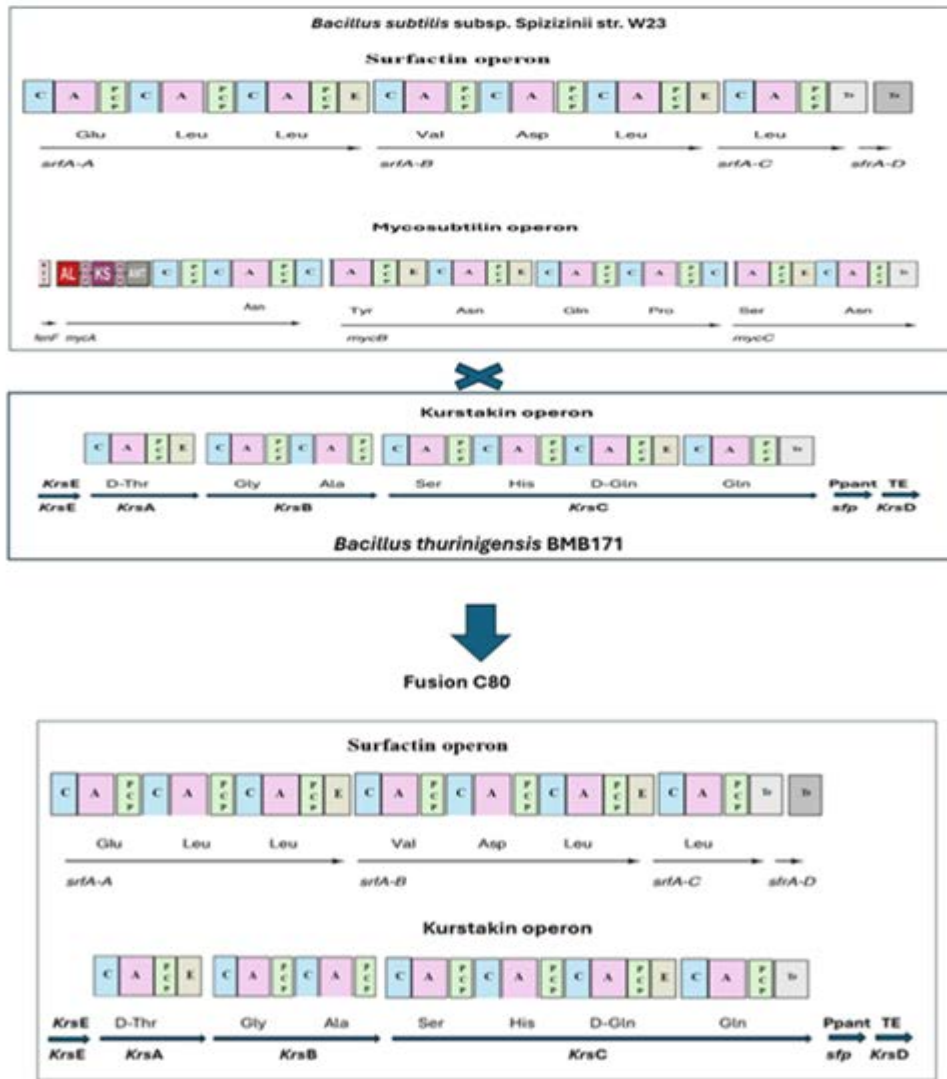 Bacillus subtilis subsp. Spizizinii str. W23
Surfactin operon
C A PCP C A PCP C A PCP E C A PCP C A PCP C A PCP E C A PCP Te Te
Glu Leu Leu Val Asp Leu Leu
srfA-A srfA-B srfA-C sfrA-D
Mycosubtilin operon
AL KS AMT C PCP C A PCP C A PCP E C A PCP E C A PCP C A PCP C A PCP E C A PCP Te
Asn Tyr Asn Gln Pro Ser Asn
fenF mycA mycB mycC
Kurstakin operon
C A PCP E C A PCP C A PCP C A PCP C A PCP C A PCP E C A PCP Te
KrsE D-Thr Gly Ala Ser His D-Gln Gln Ppant TE
KrsE KrsA KrsB KrsC sfp KrsD
Bacillus thurinigensis BMB171
Fusion C80
Surfactin operon
C A PCP C A PCP C A PCP E C A PCP C A PCP C A PCP E C A PCP Te Te
Glu Leu Leu Val Asp Leu Leu
srfA-A srfA-B srfA-C sfrA-D
Kurstakin operon
C A PCP E C A PCP C A PCP C A PCP C A PCP C A PCP E C A PCP Te
KrsE D-Thr Gly Ala Ser His D-Gln Gln Ppant TE
KrsE KrsA KrsB KrsC sfp KrsD